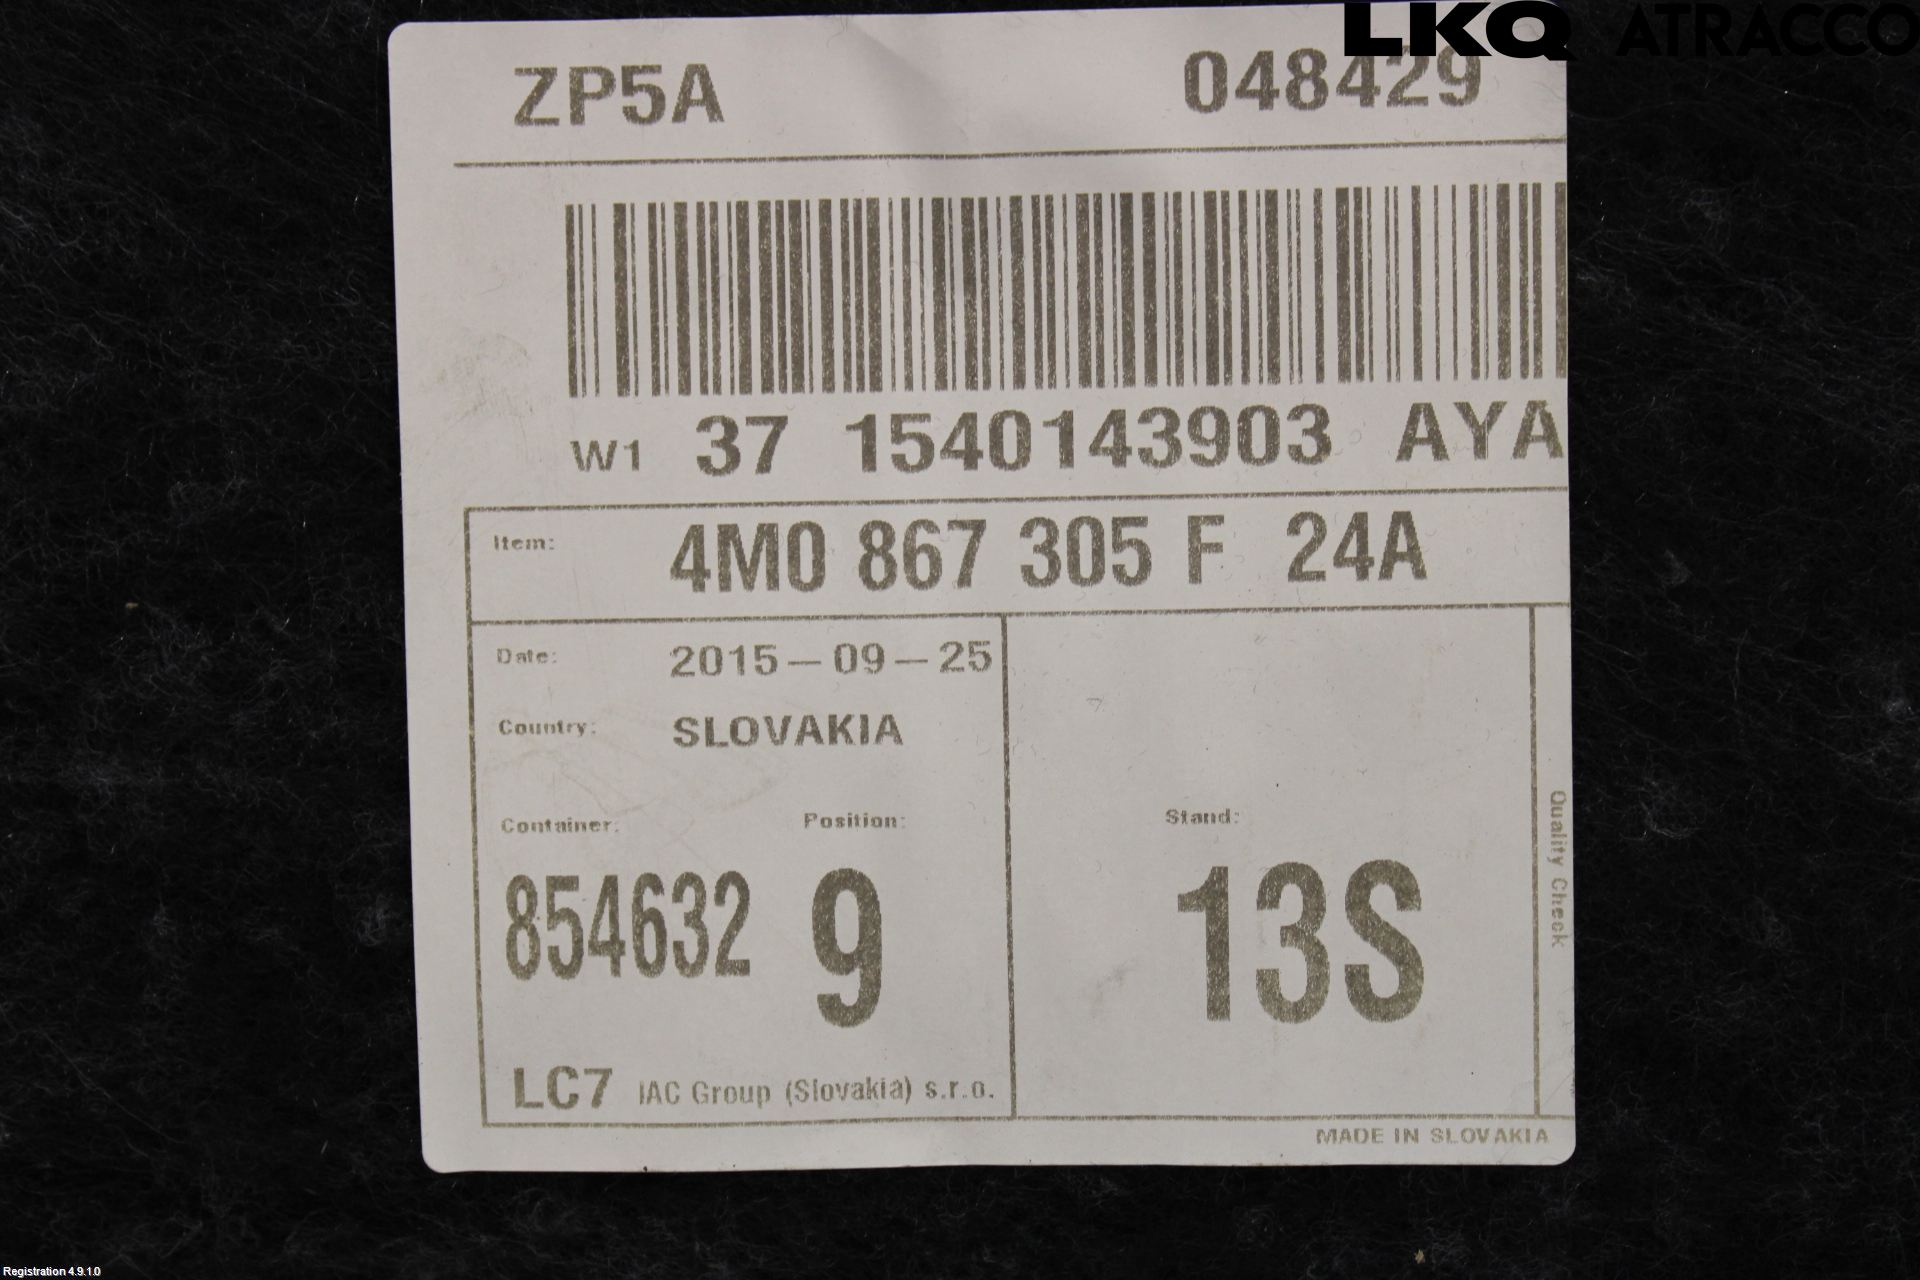 LKQ ATRACCO
ZP5A 048429
W1 37 1540143903 AYA
Item: 4M0 867 305 F 24A
Date: 2015-09-25
Country: SLOVAKIA
Container: Position: Stand:
854632 9 13S
Quality Check
LC7 IAC Group (Slovakia) s.r.o.
MADE IN SLOVAKIA
Registration 4.9.1.0